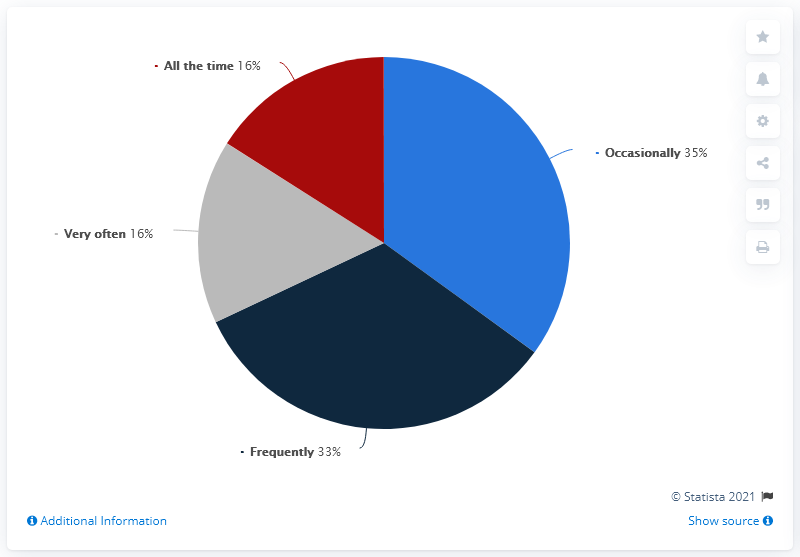 - All the time 16%
- Occasionally 35%
- Very often 16%
- Frequently 33%
© Statista 2021
Additional Information
Show source